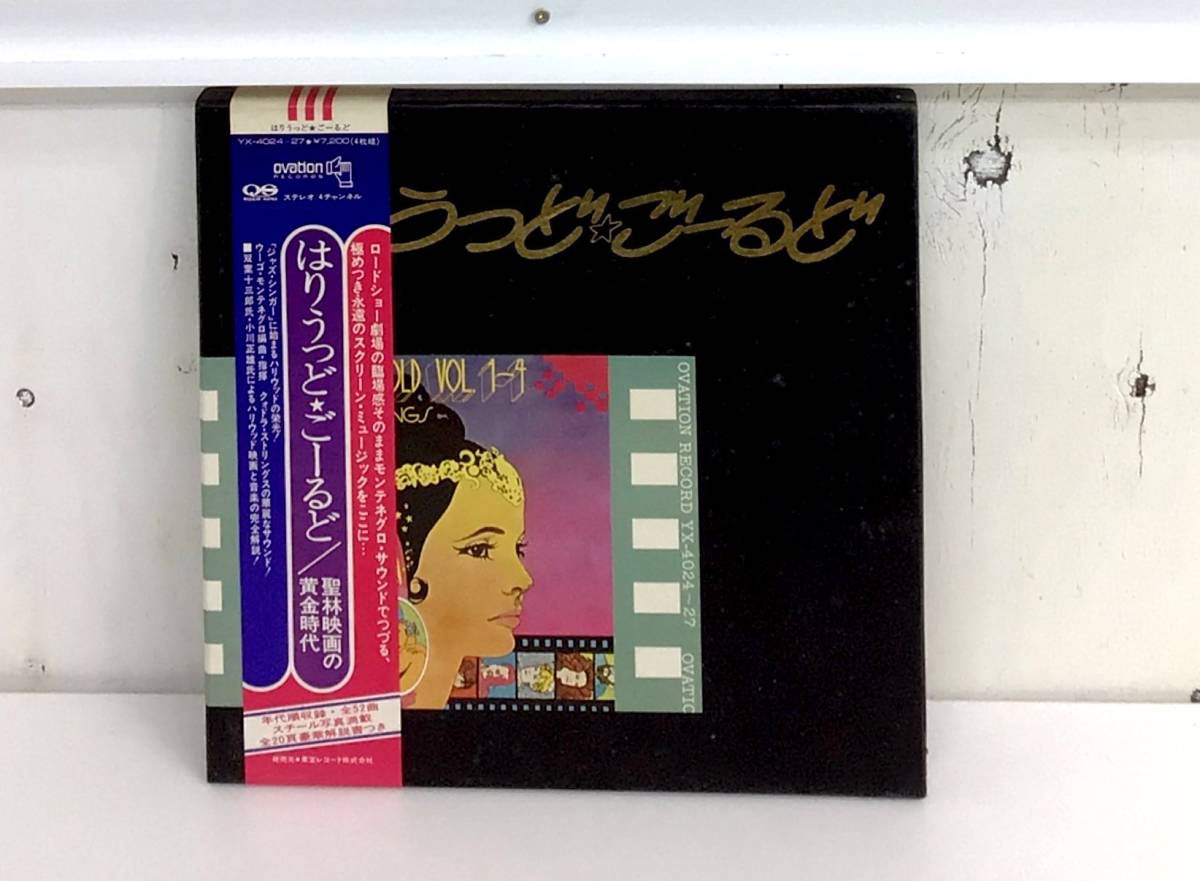 はりうっど★ごーるど
YX-4024-27★¥7,200(4枚組)
ovation
RECORDS
QS
ステレオ/4チャンネル
うっど☆ごーるど
ロードショー劇場の臨場感そのままモンテネグロ・サウンドでつづる、
極めつき永遠のスクリーン・ミュージックをここに…
はりうっど★ごーるど/
聖林映画の
黄金時代
「ジャズ・シンガー」に始まるハリウッドの栄光!
ウーゴ・モンテネグロ編曲・指揮 クォドラ・ストリングスの華麗なサウンド!
■双葉十三郎氏・小川正雄氏によるハリウッド映画と音楽の完全解説!
OLD VOL. 1-4
NGS
OVATION RECORD YX-4024~27 OVATIC
年代順収録・全52曲
スチール写真満載
全20頁豪華解説書つき
発売元★東宝レコード株式会社